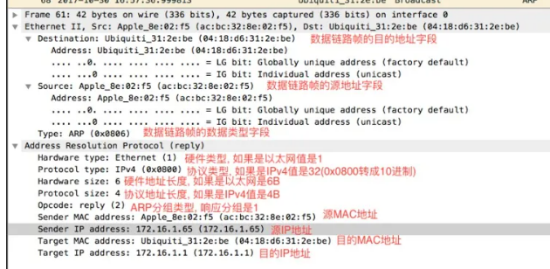 68 2017-10-30 10:57:50.999815 Ubiquiti_31:2e:be Broadcast ARP
Frame 61: 42 bytes on wire (336 bits), 42 bytes captured (336 bits) on interface 0
Ethernet II, Src: Apple_8e:02:f5 (ac:bc:32:8e:02:f5), Dst: Ubiquiti_31:2e:be (04:18:d6:31:2e:be)
Destination: Ubiquiti_31:2e:be (04:18:d6:31:2e:be) 数据链路帧的目的地址字段
Address: Ubiquiti_31:2e:be (04:18:d6:31:2e:be)
.... ..0. .... .... .... .... = LG bit: Globally unique address (factory default)
.... ...0 .... .... .... .... = IG bit: Individual address (unicast)
Source: Apple_8e:02:f5 (ac:bc:32:8e:02:f5) 数据链路帧的源地址字段
Address: Apple_8e:02:f5 (ac:bc:32:8e:02:f5)
.... ..0. .... .... .... .... = LG bit: Globally unique address (factory default)
.... ...0 .... .... .... .... = IG bit: Individual address (unicast)
Type: ARP (0x0806) 数据链路帧的数据类型字段
Address Resolution Protocol (reply)
Hardware type: Ethernet (1) 硬件类型, 如果是以太网值是1
Protocol type: IPv4 (0x0800) 协议类型, 如果是IPv4值是32(0x0800转成10进制)
Hardware size: 6 硬件地址长度, 如果是以太网是6B
Protocol size: 4 协议地址长度, 如果是IPv4值是4B
Opcode: reply (2) ARP分组类型, 响应分组是1
Sender MAC address: Apple_8e:02:f5 (ac:bc:32:8e:02:f5) 源MAC地址
Sender IP address: 172.16.1.65 (172.16.1.65) 源IP地址
Target MAC address: Ubiquiti_31:2e:be (04:18:d6:31:2e:be) 目的MAC地址
Target IP address: 172.16.1.1 (172.16.1.1) 目的IP地址